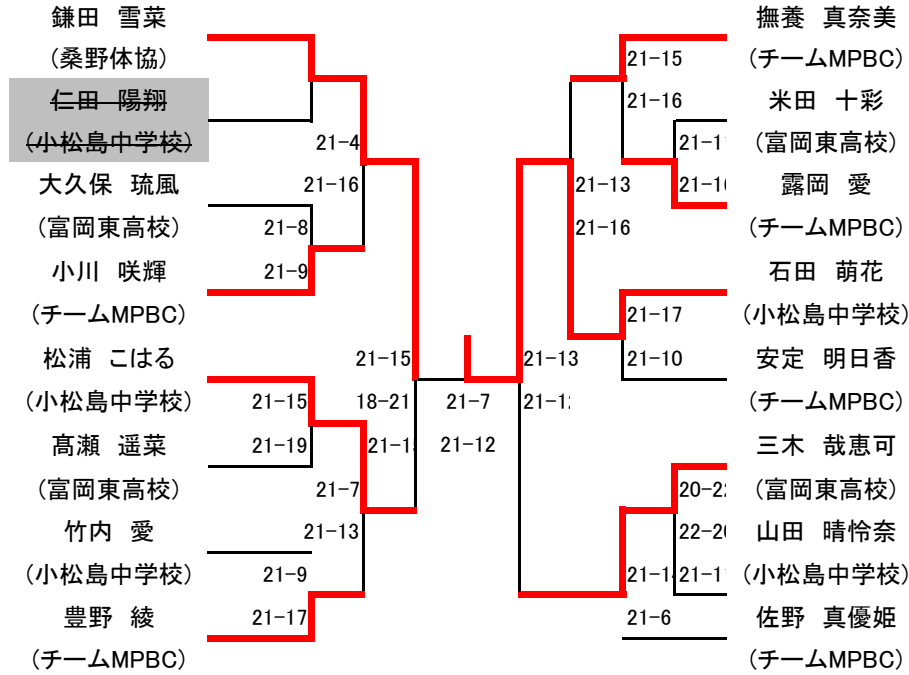 鎌田 雪菜
(桑野体協)
仁田 陽翔
(小松島中学校)
21-4
大久保 琉風
21-16
(富岡東高校)
21-8
小川 咲輝
21-9
(チームMPBC)
松浦 こはる
21-15
(小松島中学校)
21-15
18-21
髙瀬 遥菜
21-19
(富岡東高校)
21-7
竹内 愛
21-13
(小松島中学校)
21-9
豊野 綾
21-17
(チームMPBC)
21-7
21-12
撫養 真奈美
21-15
(チームMPBC)
21-16
米田 十彩
(富岡東高校)
21-13
露岡 愛
21-16
(チームMPBC)
石田 萌花
21-17
(小松島中学校)
21-13
21-10
安定 明日香
(チームMPBC)
三木 哉恵可
(富岡東高校)
山田 晴怜奈
(小松島中学校)
21-6
佐野 真優姫
(チームMPBC)